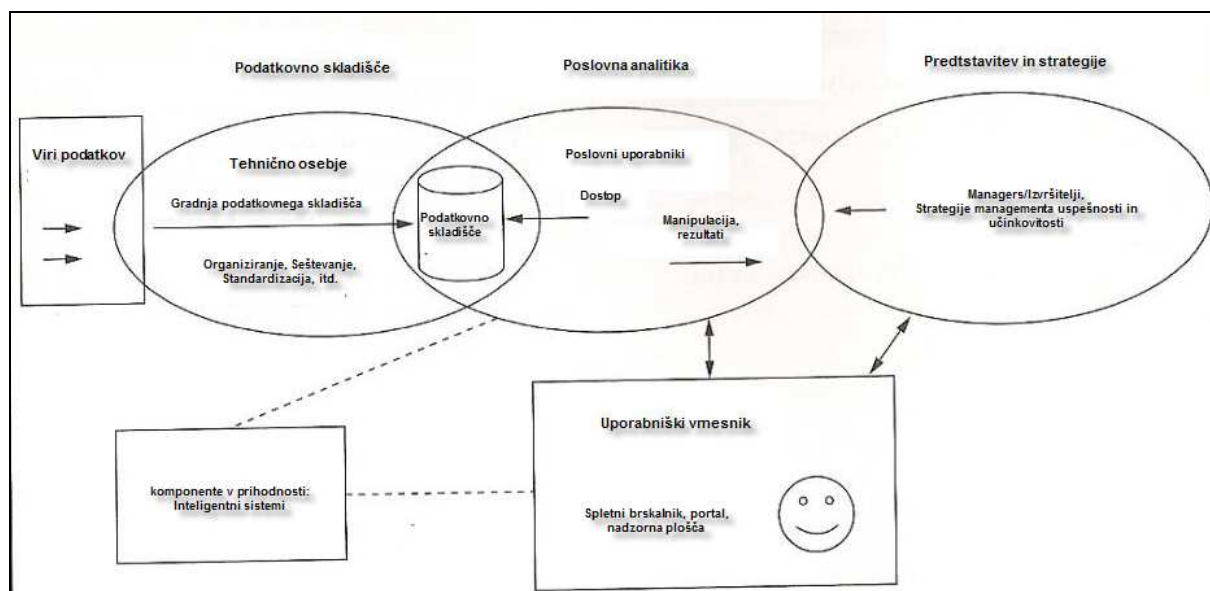 Podatkovno skladišče
Poslovna analitika
Predtstavitev in strategije
Viri podatkov
Tehnično osebje
Gradnja podatkovnega skladišča
Organiziranje, Seštevanje,
Standardizacija, itd.
Podatkovno
skladišče
Poslovni uporabniki
Dostop
Manipulacija,
rezultati
Managers/Izvršitelji,
Strategije managementa uspešnosti in
učinkovitosti
komponente v prihodnosti:
Inteligentni sistemi
Uporabniški vmesnik
Spletni brskalnik, portal,
nadzorna plošča